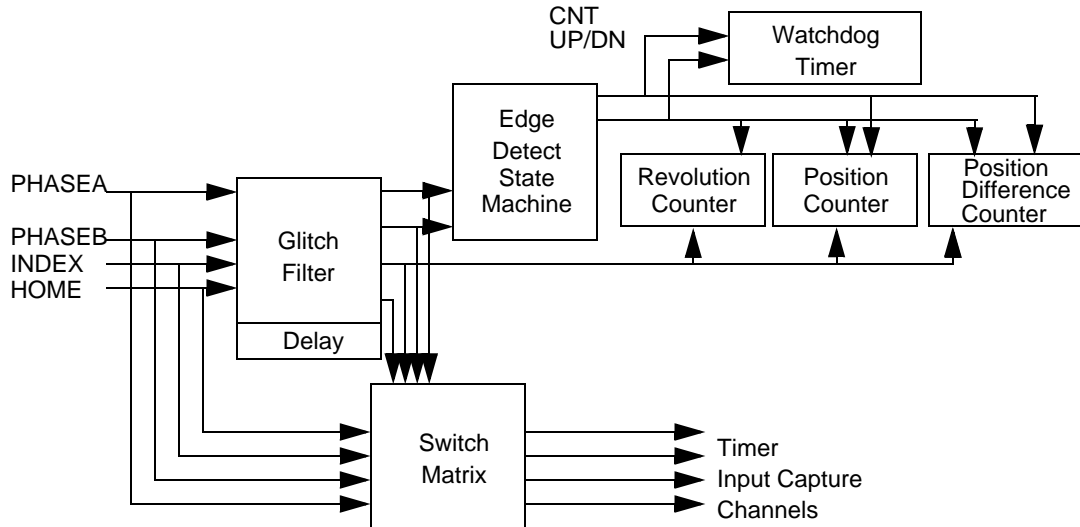 CNT
UP/DN
Watchdog
Timer
Edge
Detect
State
Machine
PHASEA
PHASEB
INDEX
HOME
Glitch
Filter
Delay
Revolution
Counter
Position
Counter
Position
Difference
Counter
Switch
Matrix
Timer
Input Capture
Channels